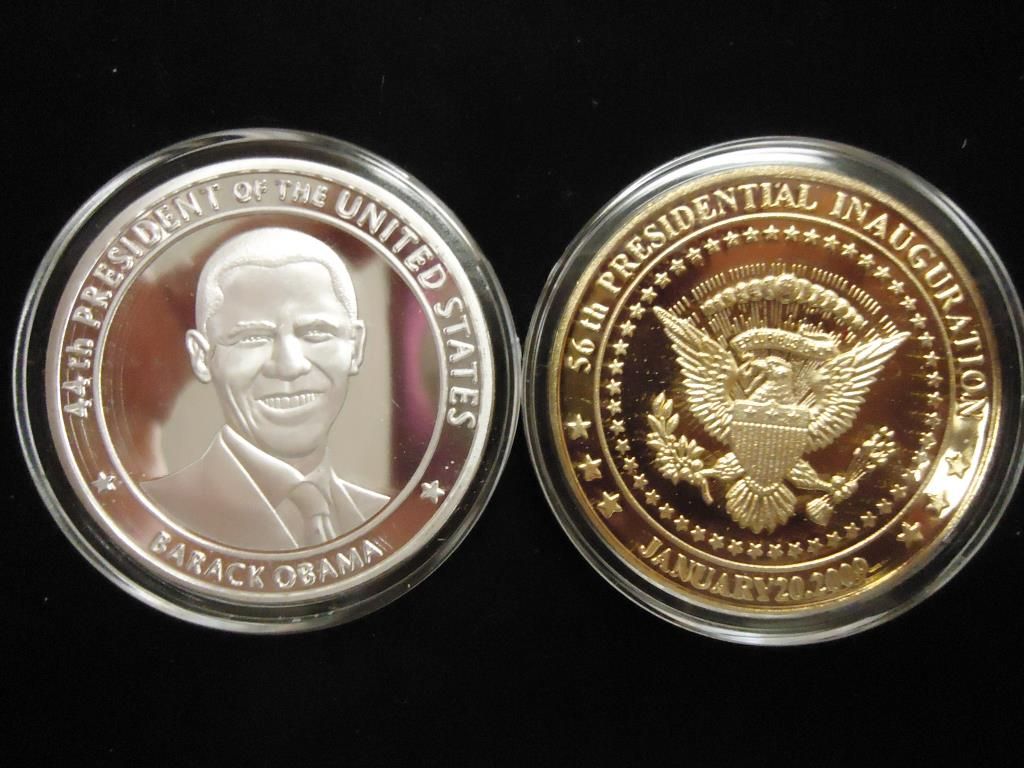 44th PRESIDENT OF THE UNITED STATES
BARACK OBAMA
56th PRESIDENTIAL INAUGURATION
JANUARY 20.2009